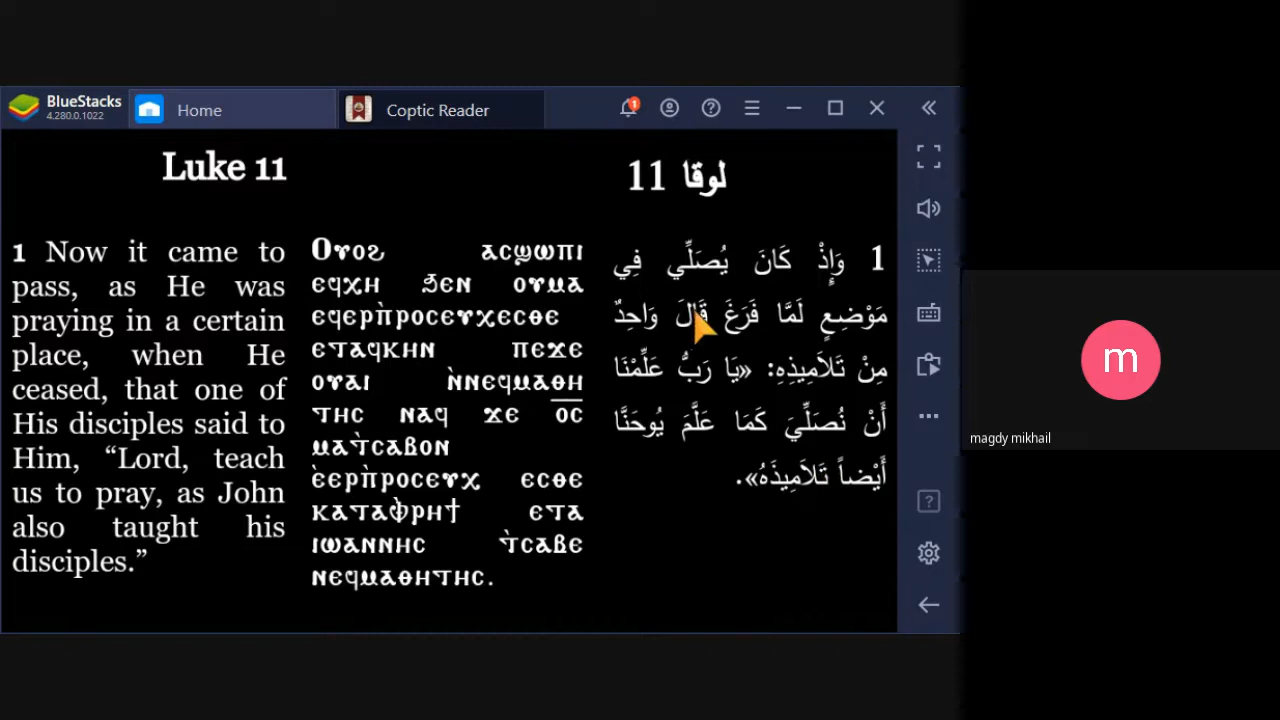 BlueStacks
4.280.0.1022
Home
Coptic Reader
1
Luke 11
لوقا 11
1 Now it came to
pass, as He was
praying in a certain
place, when He
ceased, that one of
His disciples said to
Him, “Lord, teach
us to pray, as John
also taught his
disciples.”
Ⲟⲩⲟϩ ⲁⲥϣⲱⲡⲓ
ⲉϥⲭⲏ ϧⲉⲛ ⲟⲩⲙⲁ
ⲉϥⲉⲣⲡ̀ⲣⲟⲥⲉⲩⲭⲉⲥⲑⲉ
ⲉⲧⲁϥⲕⲏⲛ ⲡⲉϫⲉ
ⲟⲩⲁⲓ ⲛ̀ⲛⲉϥⲙⲁⲑⲏ
ⲧⲏⲥ ⲛⲁϥ ϫⲉ ⲟ̅ⲥ̅
ⲙⲁⲧ̀ⲥⲁⲃⲟⲛ
ⲉ̀ⲉⲣⲡ̀ⲣⲟⲥⲉⲩⲭ ⲉⲥⲑⲉ
ⲕⲁⲧⲁⲫ̀ⲣⲏϯ ⲉⲧⲁ
ⲓⲱⲁⲛⲛⲏⲥ ⲧ̀ⲥⲁⲃⲉ
ⲛⲉϥⲙⲁⲑⲏⲧⲏⲥ.
1 وَإِذْ كَانَ يُصَلِّي فِي
مَوْضِعٍ لَمَّا فَرَغَ قَالَ وَاحِدٌ
مِنْ تَلاَمِيذِهِ: «يَا رَبُّ عَلِّمْنَا
أَنْ نُصَلِّيَ كَمَا عَلَّمَ يُوحَنَّا
أَيْضاً تَلاَمِيذَهُ».
m
magdy mikhail